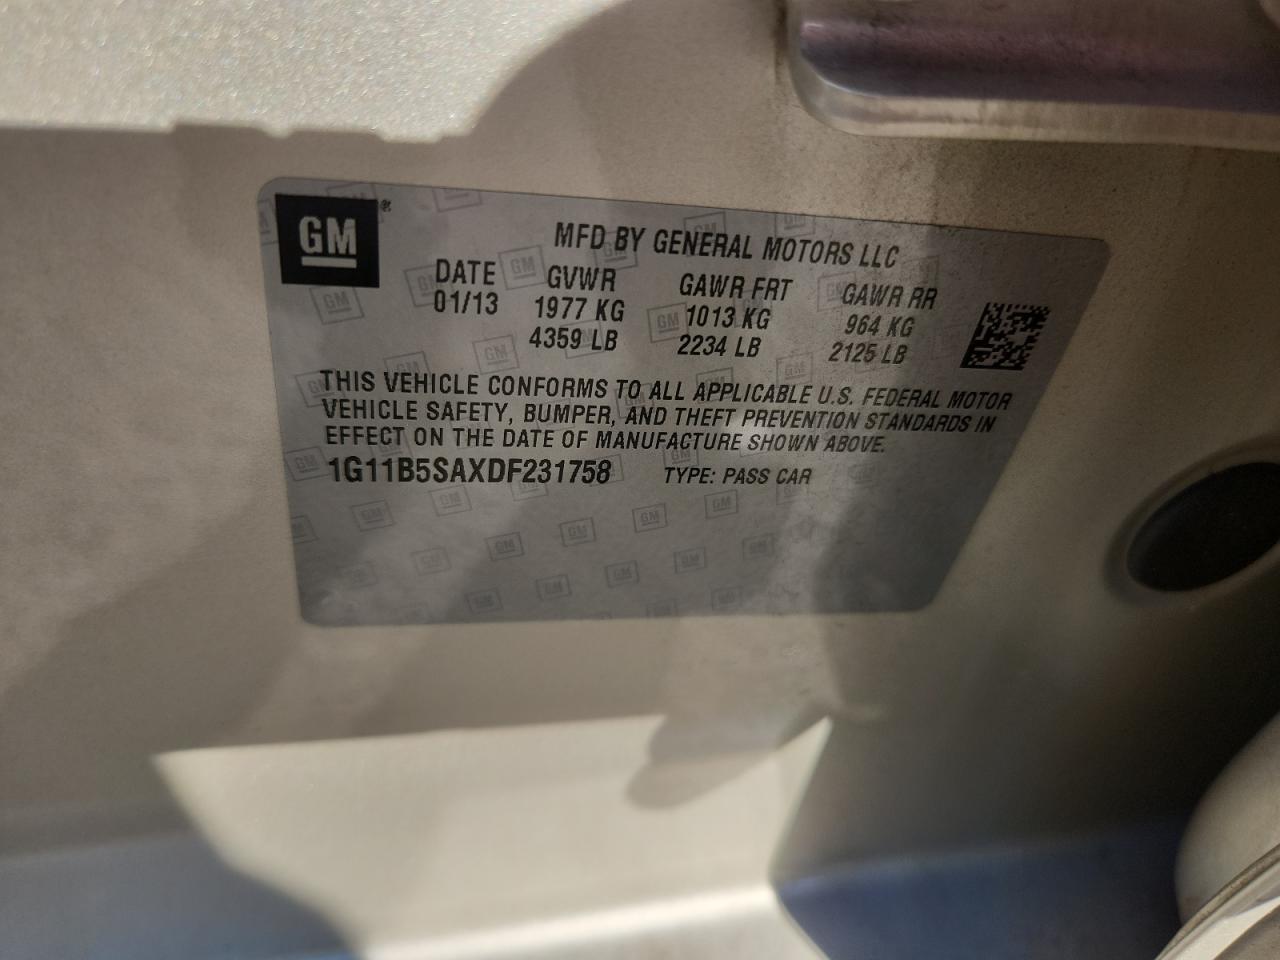 GM®
MFD BY GENERAL MOTORS LLC
DATE GVWR GAWR FRT GAWR RR
01/13 1977 KG 1013 KG 964 KG
4359 LB 2234 LB 2125 LB
THIS VEHICLE CONFORMS TO ALL APPLICABLE U.S. FEDERAL MOTOR
VEHICLE SAFETY, BUMPER, AND THEFT PREVENTION STANDARDS IN
EFFECT ON THE DATE OF MANUFACTURE SHOWN ABOVE.
1G11B5SAXDF231758 TYPE: PASS CAR